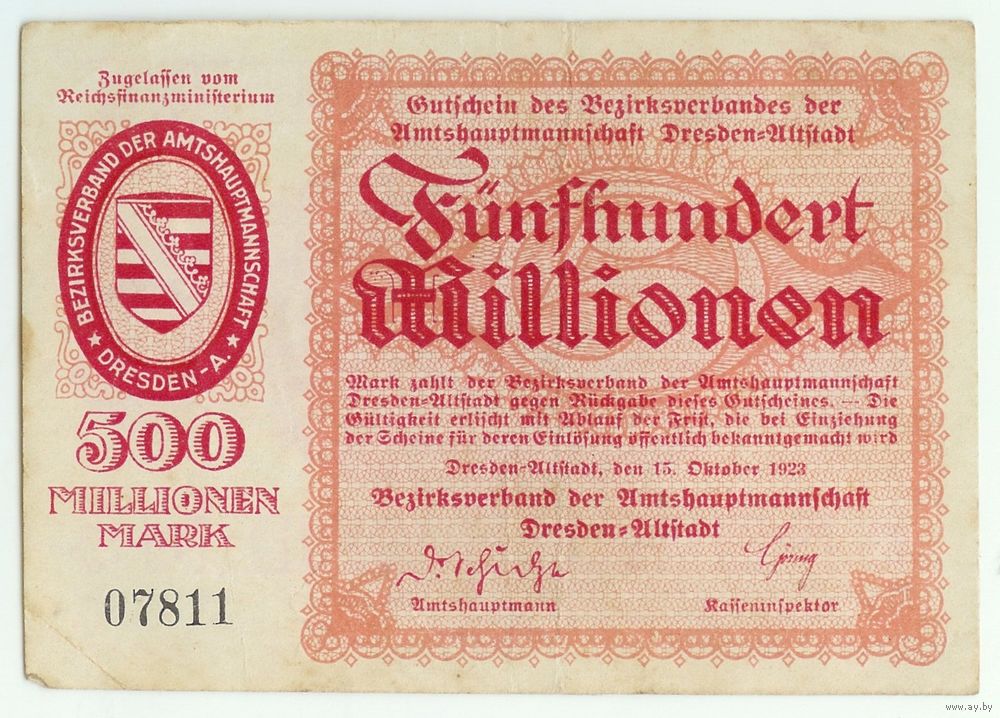 Zugelassen vom
Reichsfinanzministerium
BEZIRKSVERBAND DER AMTSHAUPTMANNSCHAFT
★ DRESDEN-A. ★
500
MILLIONEN
MARK
07811
Gutschein des Bezirksverbandes der
Amtshauptmannschaft Dresden=Altstadt
Fünfhundert
Millionen
Mark zahlt der Bezirksverband der Amtshauptmannschaft
Dresden=Altstadt gegen Rückgabe dieses Gutscheines. — Die
Gültigkeit erlischt mit Ablauf der Frist, die bei Einziehung
der Scheine für deren Einlösung öffentlich bekanntgemacht wird
Dresden=Altstadt, den 15. Oktober 1923
Bezirksverband der Amtshauptmannschaft
Dresden=Altstadt
Amtshauptmann
Kasseninspektor
www.ay.by